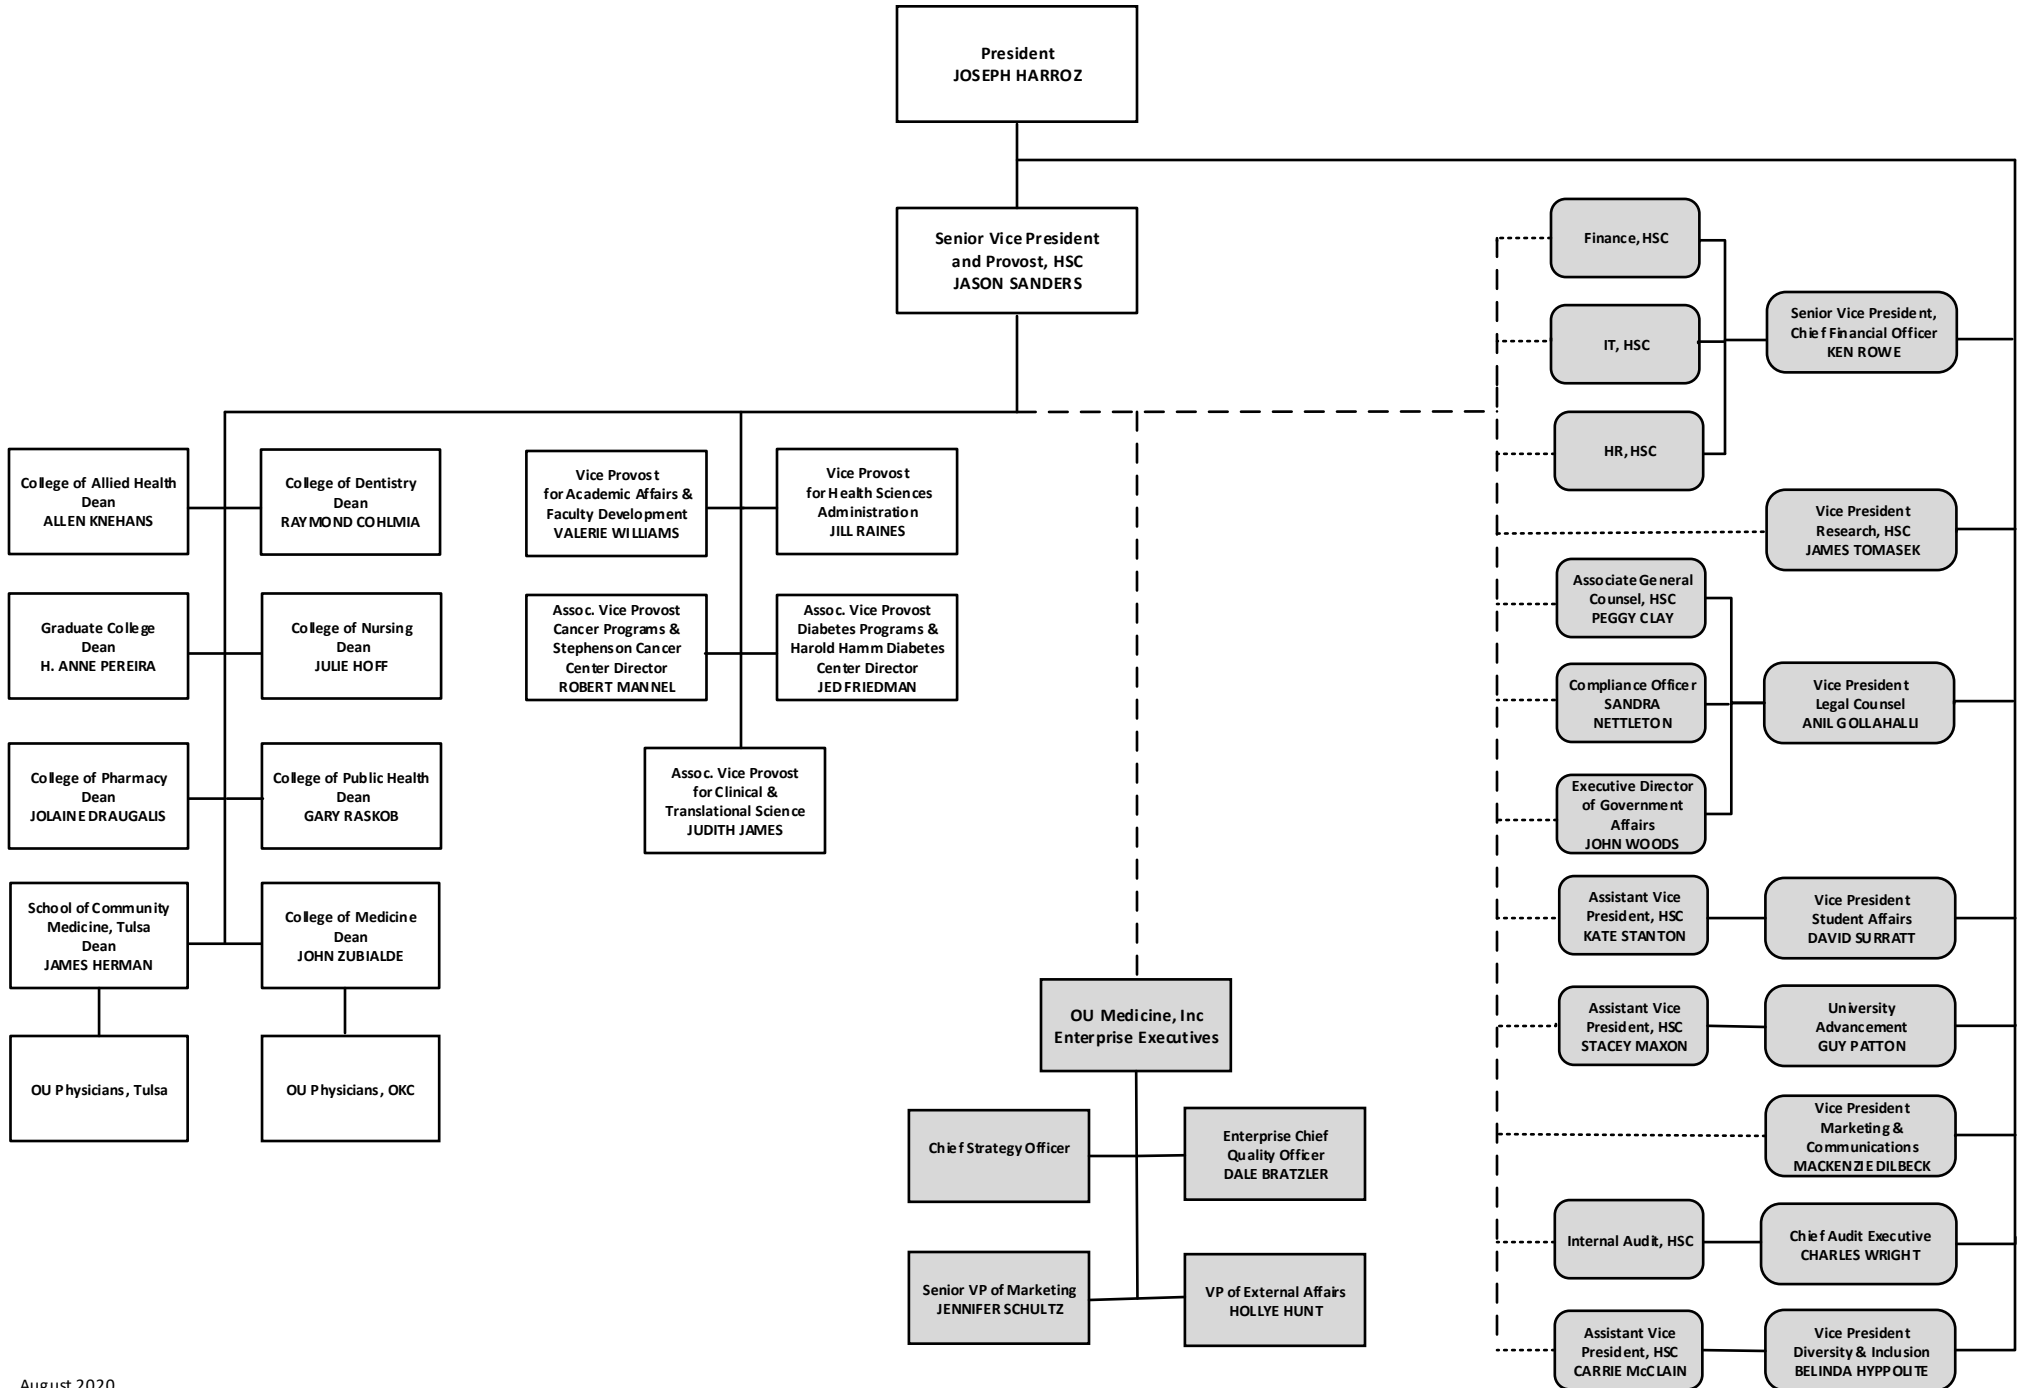 President
JOSEPH HARROZ
Senior Vice President
and Provost, HSC
JASON SANDERS
College of Allied Health
Dean
ALLEN KNEHANS
College of Dentistry
Dean
RAYMOND COHLMIA
Graduate College
Dean
H. ANNE PEREIRA
College of Nursing
Dean
JULIE HOFF
College of Pharmacy
Dean
JOLAINE DRAUGALIS
College of Public Health
Dean
GARY RASKOB
School of Community
Medicine, Tulsa
Dean
JAMES HERMAN
College of Medicine
Dean
JOHN ZUBIALDE
OU Physicians, Tulsa
OU Physicians, OKC
Vice Provost
for Academic Affairs &
Faculty Development
VALERIE WILLIAMS
Vice Provost
for Health Sciences
Administration
JILL RAINES
Assoc. Vice Provost
Cancer Programs &
Stephenson Cancer
Center Director
ROBERT MANNEL
Assoc. Vice Provost
Diabetes Programs &
Harold Hamm Diabetes
Center Director
JED FRIEDMAN
Assoc. Vice Provost
for Clinical &
Translational Science
JUDITH JAMES
OU Medicine, Inc
Enterprise Executives
Chief Strategy Officer
Enterprise Chief
Quality Officer
DALE BRATZLER
Senior VP of Marketing
JENNIFER SCHULTZ
VP of External Affairs
HOLLYE HUNT
Finance, HSC
IT, HSC
HR, HSC
Senior Vice President,
Chief Financial Officer
KEN ROWE
Vice President
Research, HSC
JAMES TOMASEK
Associate General
Counsel, HSC
PEGGY CLAY
Compliance Officer
SANDRA
NETTLETON
Executive Director
of Government
Affairs
JOHN WOODS
Vice President
Legal Counsel
ANIL GOLLAHALLI
Assistant Vice
President, HSC
KATE STANTON
Vice President
Student Affairs
DAVID SURRATT
Assistant Vice
President, HSC
STACEY MAXON
University
Advancement
GUY PATTON
Vice President
Marketing &
Communications
MACKENZIE DILBECK
Internal Audit, HSC
Chief Audit Executive
CHARLES WRIGHT
Assistant Vice
President, HSC
CARRIE McCLAIN
Vice President
Diversity & Inclusion
BELINDA HYPPOLITE
August 2020